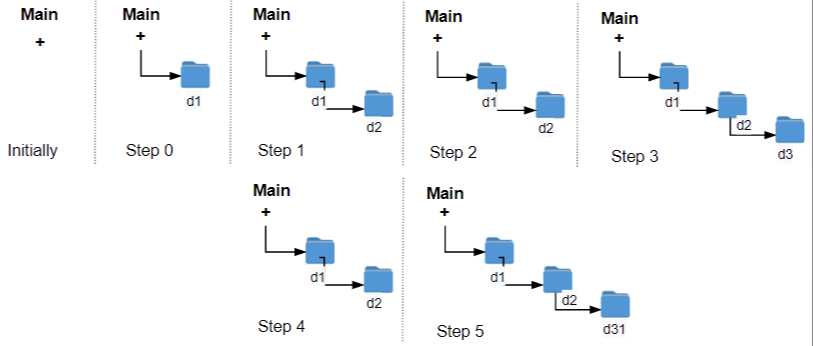 Main
+
Initially
Main
+
d1
Step 0
Main
+
d1
d2
Step 1
Main
+
d1
d2
Step 2
Main
+
d1
d2
d3
Step 3
Main
+
d1
d2
Step 4
Main
+
d1
d2
d31
Step 5